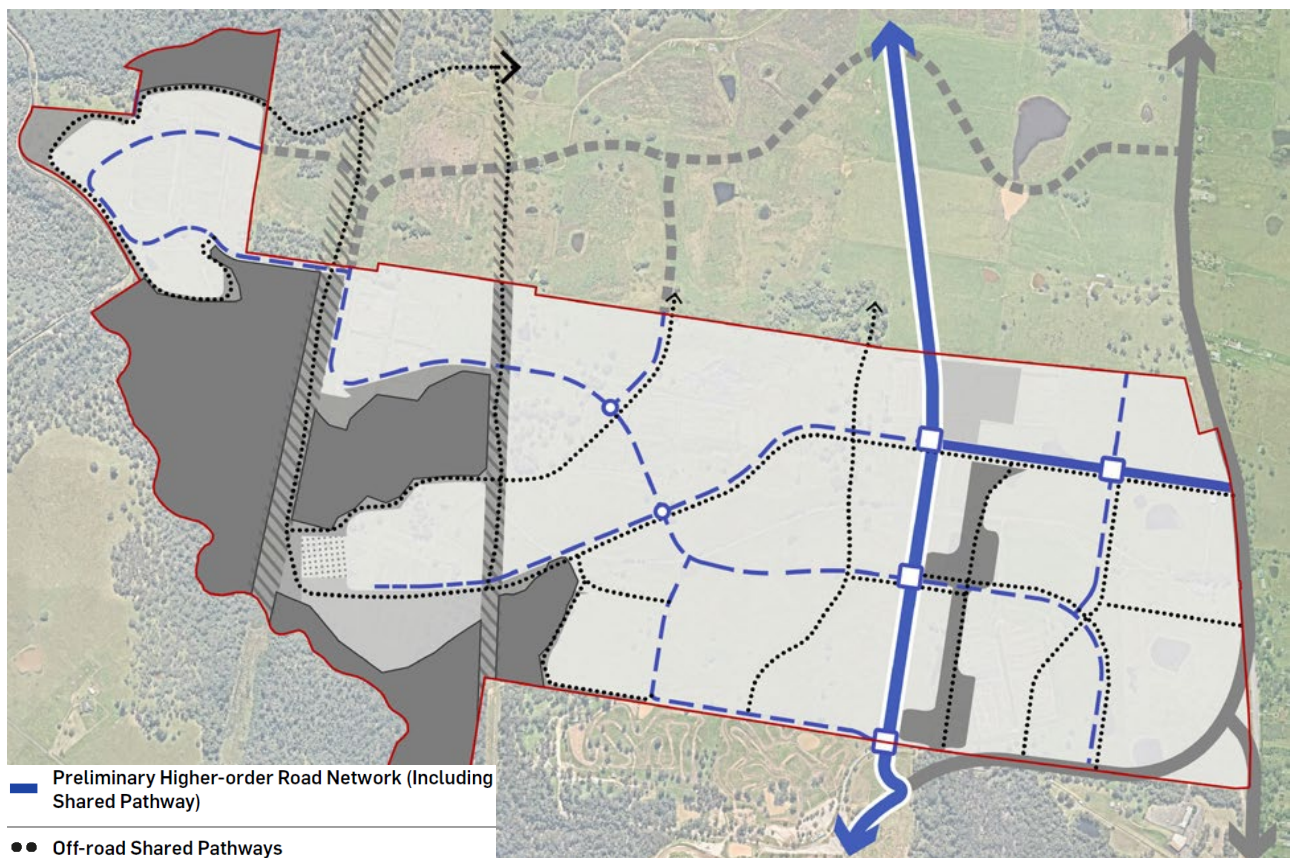 Preliminary Higher-order Road Network (Including
Shared Pathway)
Off-road Shared Pathways